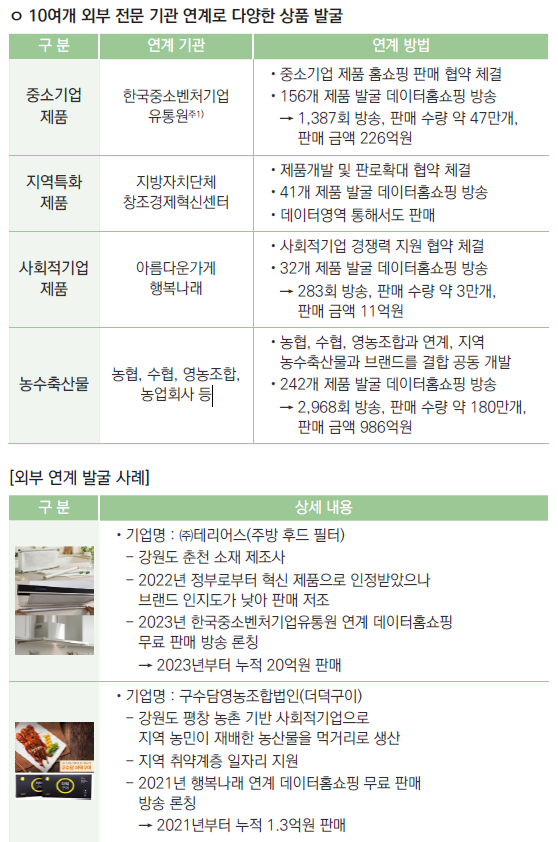 ㅇ 10여개 외부 전문 기관 연계로 다양한 상품 발굴
구 분 연계 기관 연계 방법
중소기업
제품
한국중소벤처기업
유통원주1)
• 중소기업 제품 홈쇼핑 판매 협약 체결
• 156개 제품 발굴 데이터홈쇼핑 방송
→ 1,387회 방송, 판매 수량 약 47만개,
판매 금액 226억원
지역특화
제품
지방자치단체
창조경제혁신센터
• 제품개발 및 판로확대 협약 체결
• 41개 제품 발굴 데이터홈쇼핑 방송
• 데이터영역 통해서도 판매
사회적기업
제품
아름다운가게
행복나래
• 사회적기업 경쟁력 지원 협약 체결
• 32개 제품 발굴 데이터홈쇼핑 방송
→ 283회 방송, 판매 수량 약 3만개,
판매 금액 11억원
농수축산물
농협, 수협, 영농조합,
농업회사 등
• 농협, 수협, 영농조합과 연계, 지역
농수축산물과 브랜드를 결합 공동 개발
• 242개 제품 발굴 데이터홈쇼핑 방송
→ 2,968회 방송, 판매 수량 약 180만개,
판매 금액 986억원
[외부 연계 발굴 사례]
구 분 상세 내용
• 기업명 : ㈜테리어스(주방 후드 필터)
- 강원도 춘천 소재 제조사
- 2022년 정부로부터 혁신 제품으로 인정받았으나
브랜드 인지도가 낮아 판매 저조
- 2023년 한국중소벤처기업유통원 연계 데이터홈쇼핑
무료 판매 방송 론칭
→ 2023년부터 누적 20억원 판매
• 기업명 : 구수담영농조합법인(더덕구이)
- 강원도 평창 농촌 기반 사회적기업으로
지역 농민이 재배한 농산물을 먹거리로 생산
- 지역 취약계층 일자리 지원
- 2021년 행복나래 연계 데이터홈쇼핑 무료 판매
방송 론칭
→ 2021년부터 누적 1.3억원 판매